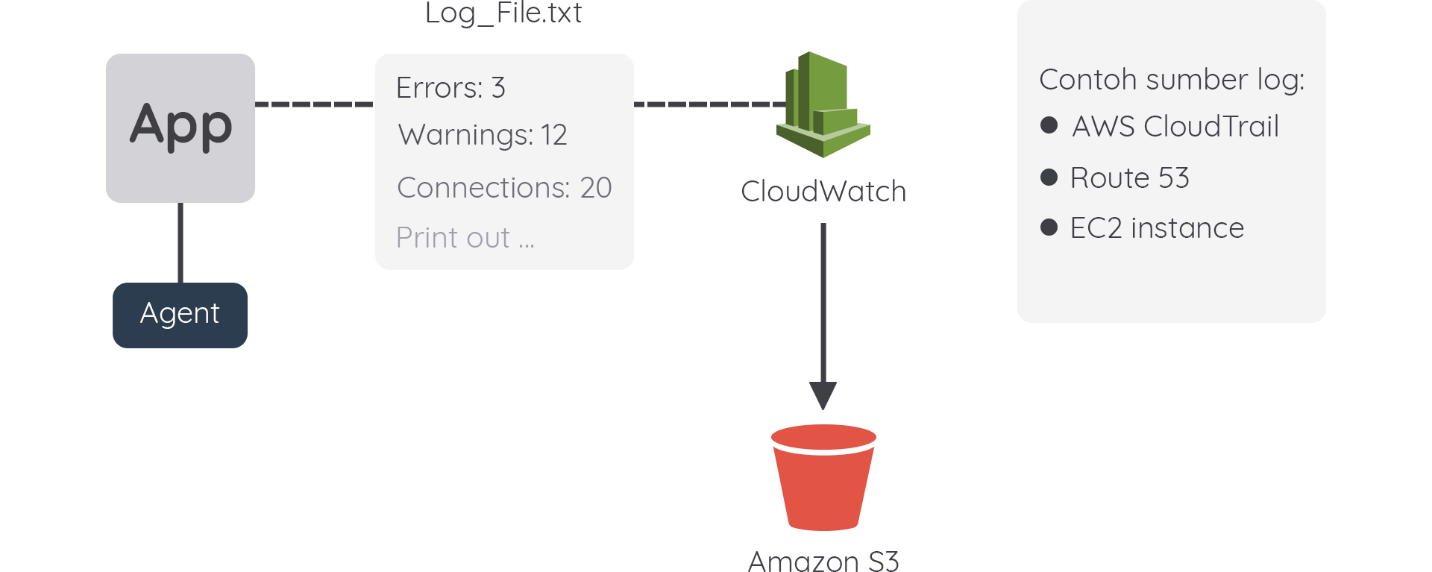 Log_File.txt
App
Errors: 3
Warnings: 12
Connections: 20
Print out ...
Agent
CloudWatch
Amazon S3
Contoh sumber log:
● AWS CloudTrail
● Route 53
● EC2 instance